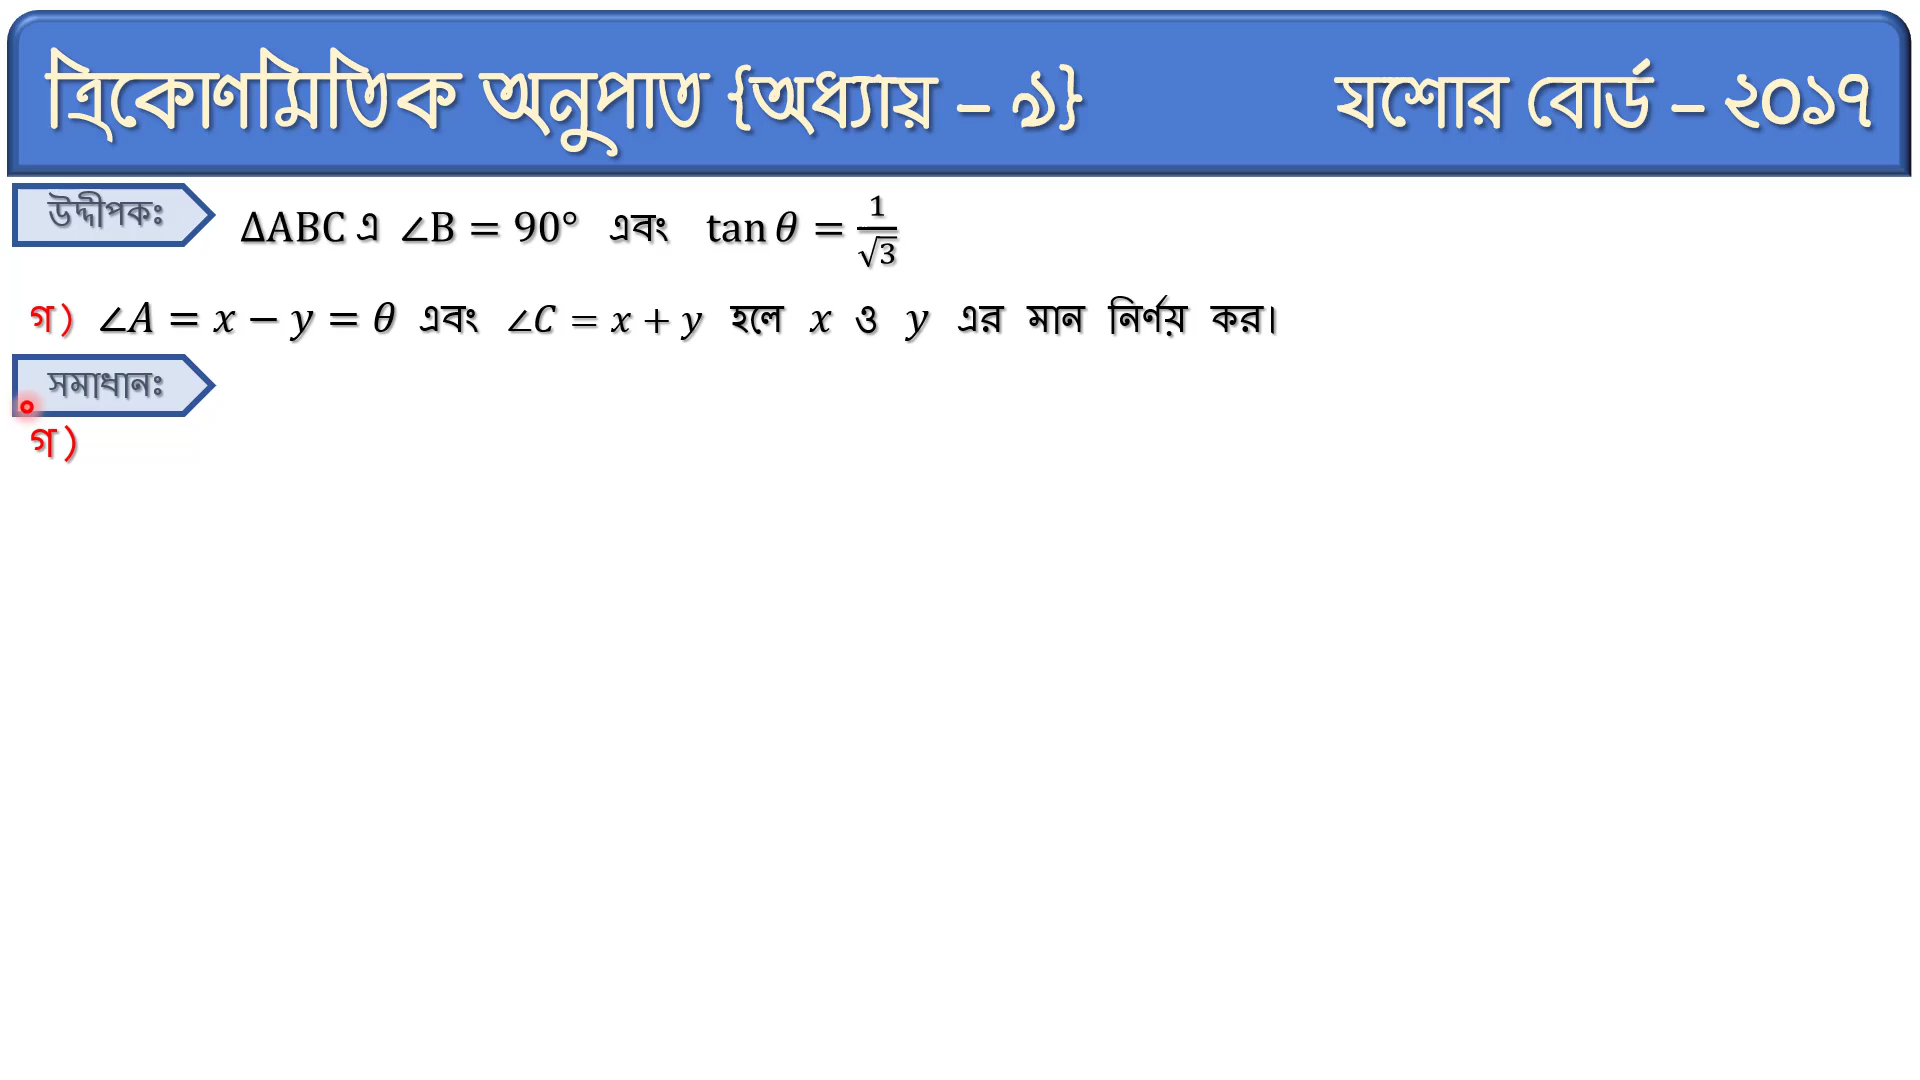 ত্রিকোণমিতিক অনুপাত {অধ্যায় – ৯} যশোর বোর্ড – ২০১৭
উদ্দীপকঃ ΔABC এ ∠B = 90° এবং tan θ = 1/√3
গ) ∠A = x − y = θ এবং ∠C = x + y হলে x ও y এর মান নির্ণয় কর।
সমাধানঃ
গ)